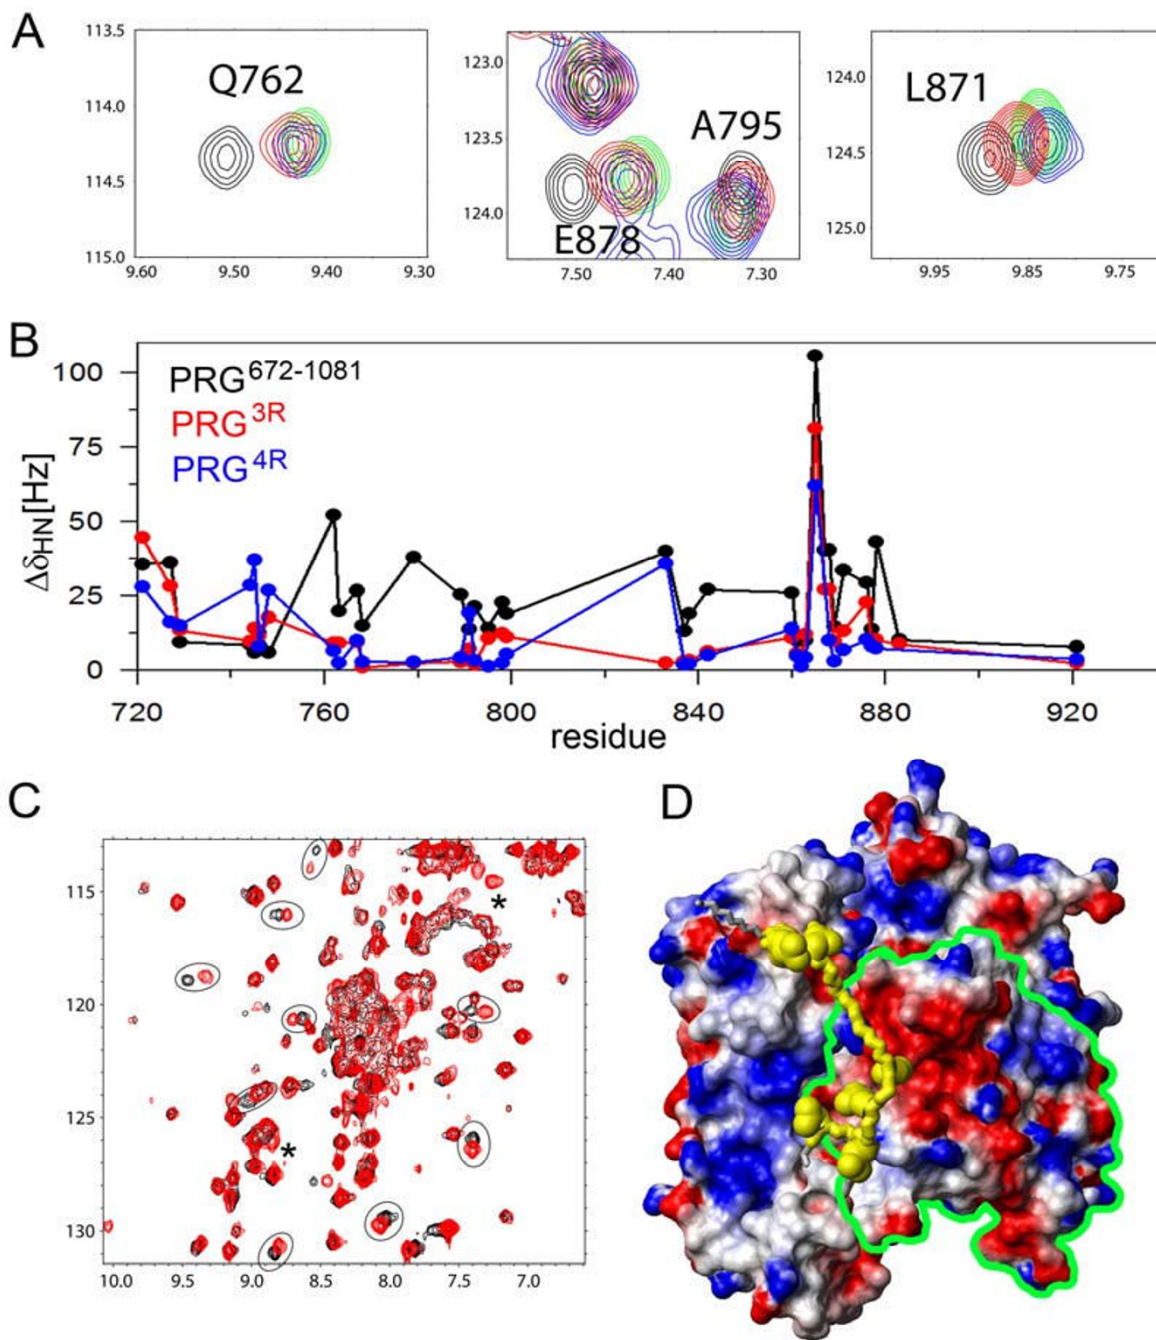 A
113.5
114.0
114.5
115.0
Q762
9.60 9.50 9.40 9.30
123.0
123.5
124.0
A795
E878
7.50 7.40 7.30
124.0
124.5
125.0
L871
9.95 9.85 9.75
B
100
75
50
25
0
ΔδHN[Hz]
PRG672-1081
PRG3R
PRG4R
720 760 800 840 880 920
residue
C
115
120
125
130
*
*
10.0 9.5 9.0 8.5 8.0 7.5 7.0
D